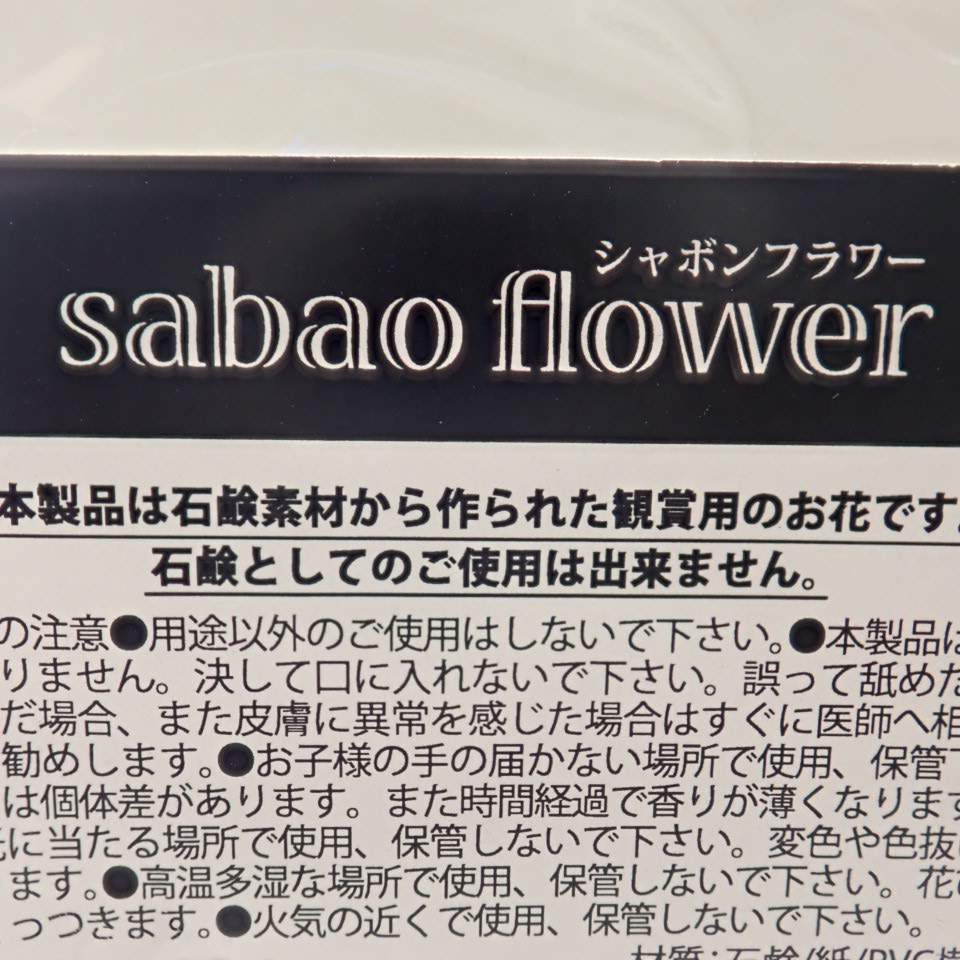 シャボンフラワー
sabao flower
本製品は石鹸素材から作られた観賞用のお花です。
石鹸としてのご使用は出来ません。
の注意●用途以外のご使用はしないで下さい。●本製品は
りません。決して口に入れないで下さい。誤って舐めた
だ場合、また皮膚に異常を感じた場合はすぐに医師へ相
勧めします。●お子様の手の届かない場所で使用、保管
は個体差があります。また時間経過で香りが薄くなります
に当たる場所で使用、保管しないで下さい。変色や色抜
ます。●高温多湿な場所で使用、保管しないで下さい。花
っつきます。●火気の近くで使用、保管しないで下さい。
材質:石鹸/紙/PVC樹